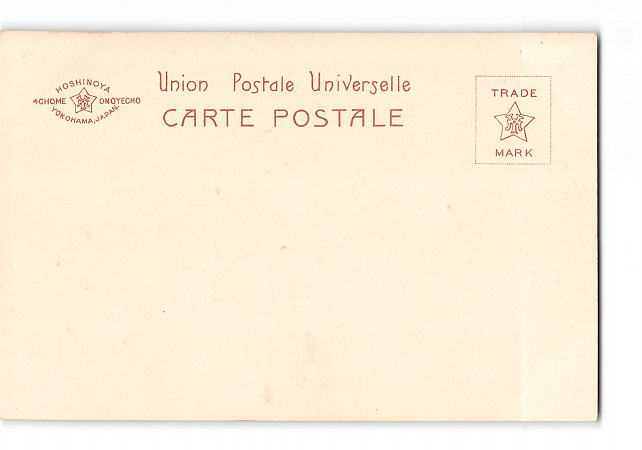 HOSHINOYA
4CHOME ONOYECHO
YOKOHAMA, JAPAN.
Union Postale Universelle
CARTE POSTALE
TRADE
MARK